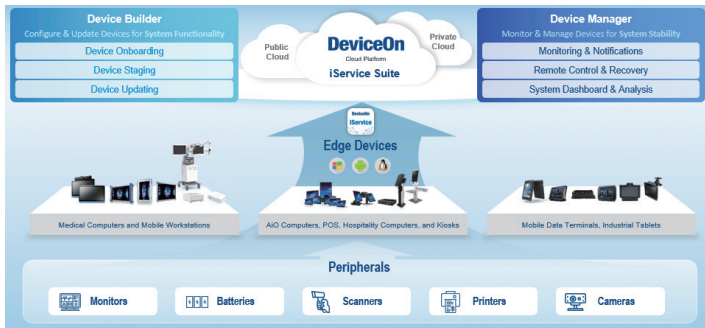 Device Builder
Configure & Update Devices for System Functionality
Device Onboarding
Device Staging
Device Updating
Public
Cloud
DeviceOn
Cloud Platform
iService Suite
Private
Cloud
Device Manager
Monitor & Manage Devices for System Stability
Monitoring & Notifications
Remote Control & Recovery
System Dashboard & Analysis
DeviceOn
iService
Edge Devices
Medical Computers and Mobile Workstations
AiO Computers, POS, Hospitality Computers, and Kiosks
Mobile Data Terminals, Industrial Tablets
Peripherals
Monitors
Batteries
Scanners
Printers
Cameras